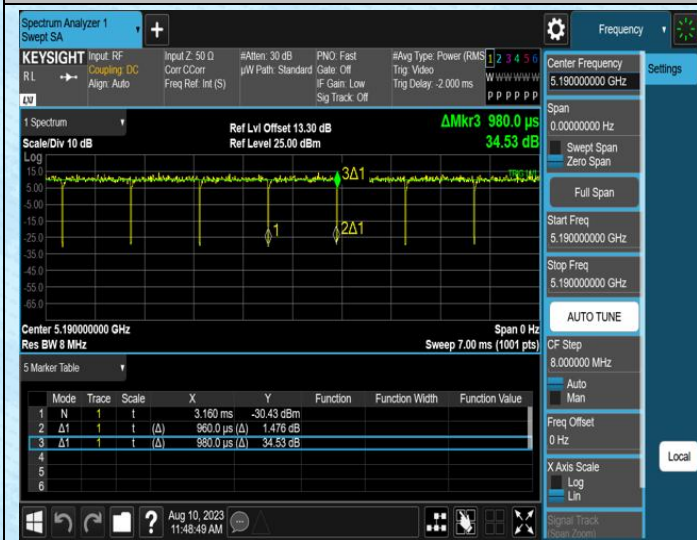 Spectrum Analyzer 1
Swept SA
+
Frequency
KEYSIGHT
R L
Input: RF
Coupling: DC
Align: Auto
Input Z: 50 Ω
Corr CCorr
Freq Ref: Int (S)
#Atten: 30 dB
µW Path: Standard
PNO: Fast
Gate: Off
IF Gain: Low
Sig Track: Off
#Avg Type: Power (RMS
Trig: Video
Trig Delay: -2.000 ms
1 2 3 4 5 6
W W W W W W
P P P P P P
LXI
1 Spectrum
Scale/Div 10 dB
Ref Lvl Offset 13.30 dB
Ref Level 25.00 dBm
ΔMkr3 980.0 µs
34.53 dB
Log
15.0
5.00
-5.00
-15.0
-25.0
-35.0
-45.0
-55.0
-65.0
3Δ1
1
2Δ1
Center 5.190000000 GHz
Res BW 8 MHz
Span 0 Hz
Sweep 7.00 ms (1001 pts)
5 Marker Table
Mode Trace Scale X Y Function Function Width Function Value
1 N 1 t 3.160 ms -30.43 dBm
2 Δ1 1 t (Δ) 960.0 µs (Δ) 1.476 dB
3 Δ1 1 t (Δ) 980.0 µs (Δ) 34.53 dB
4
5
6
?
Aug 10, 2023
11:48:49 AM
Center Frequency
5.190000000 GHz
Span
0.00000000 Hz
Swept Span
Zero Span
Full Span
Start Freq
5.190000000 GHz
Stop Freq
5.190000000 GHz
AUTO TUNE
CF Step
8.000000 MHz
Auto
Man
Freq Offset
0 Hz
X Axis Scale
Log
Lin
Signal Track
(Span Zoom)
Settings
Local